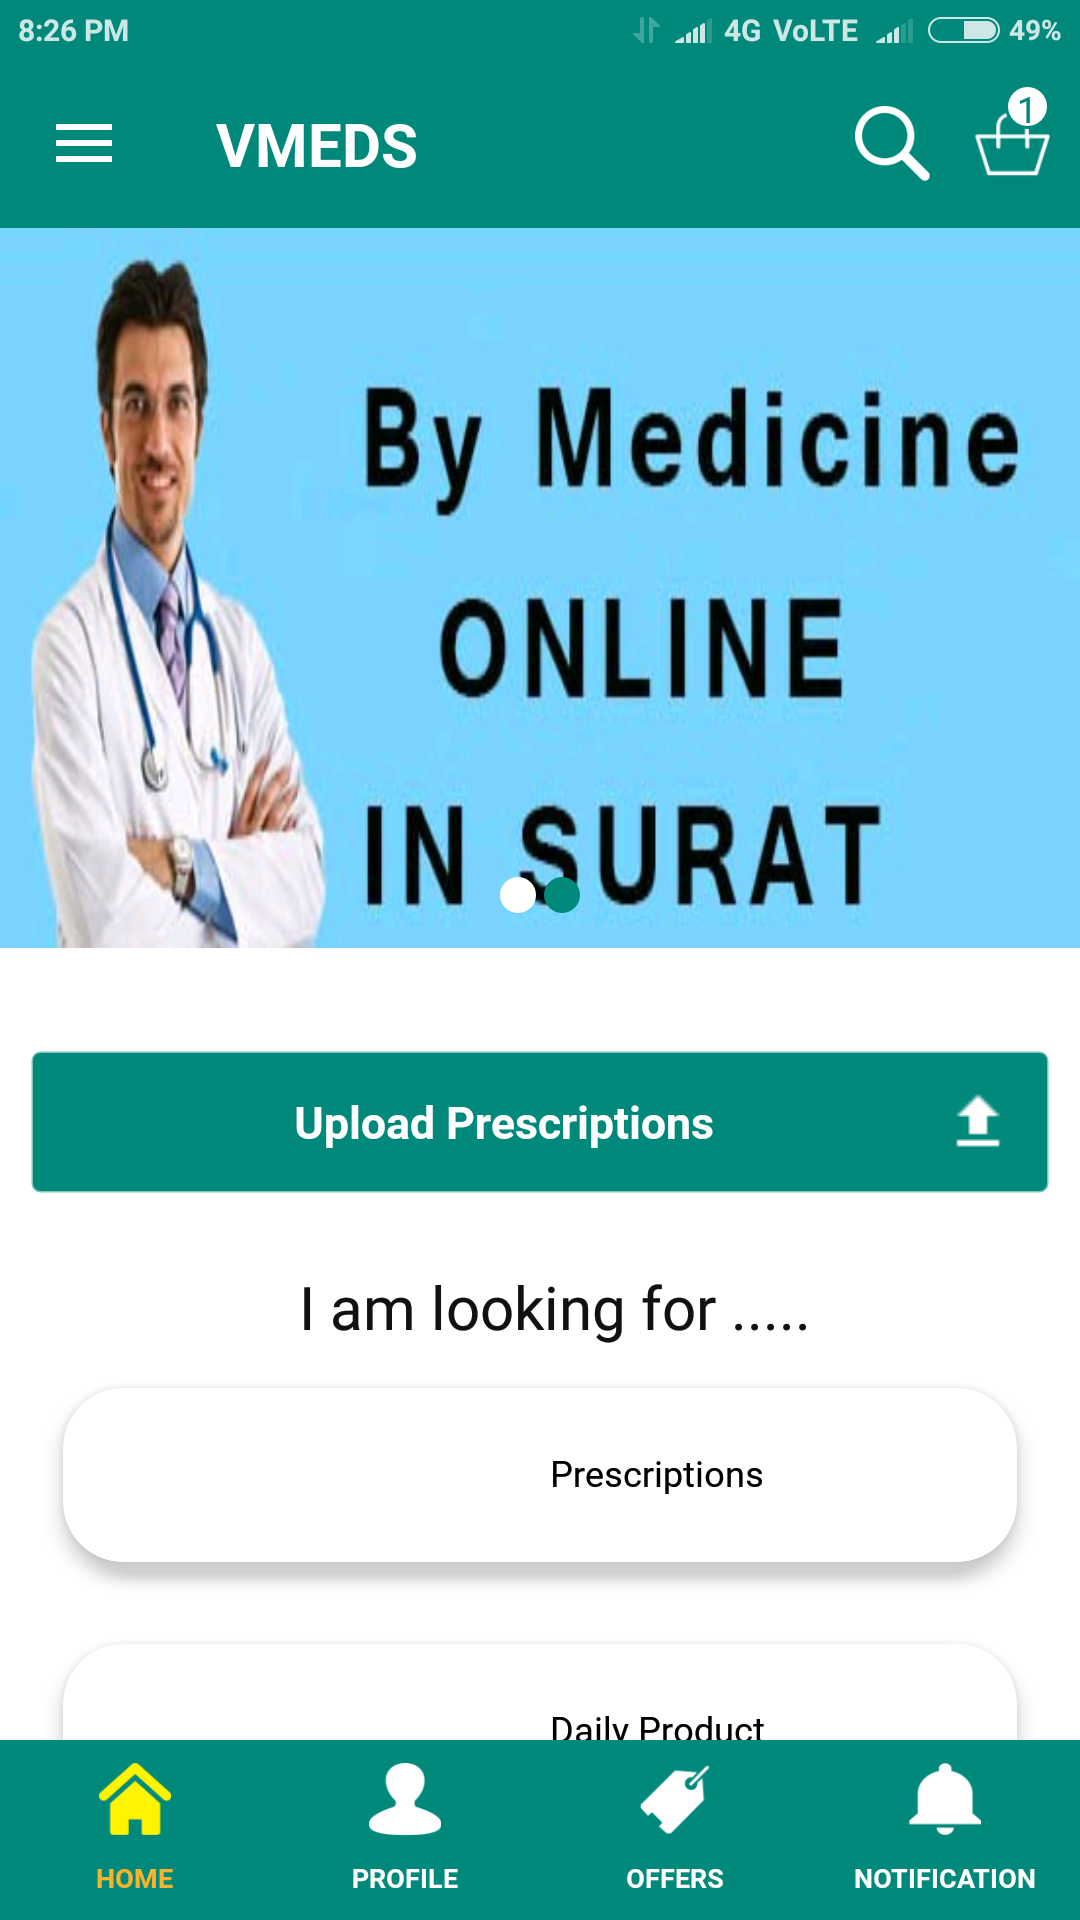 8:26 PM 4G VoLTE 49%
VMEDS 1
By Medicine
ONLINE
IN SURAT
Upload Prescriptions
I am looking for .....
Prescriptions
Daily Product
HOME PROFILE OFFERS NOTIFICATION